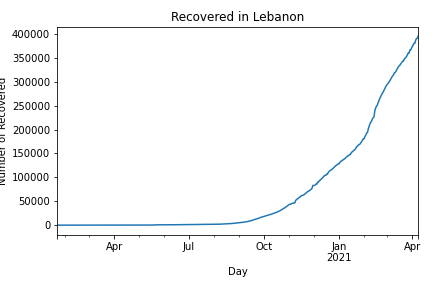 Recovered in Lebanon
400000
350000
300000
250000
200000
150000
100000
50000
0
Number of Recovered
Apr
Jul
Oct
Jan
2021
Apr
Day